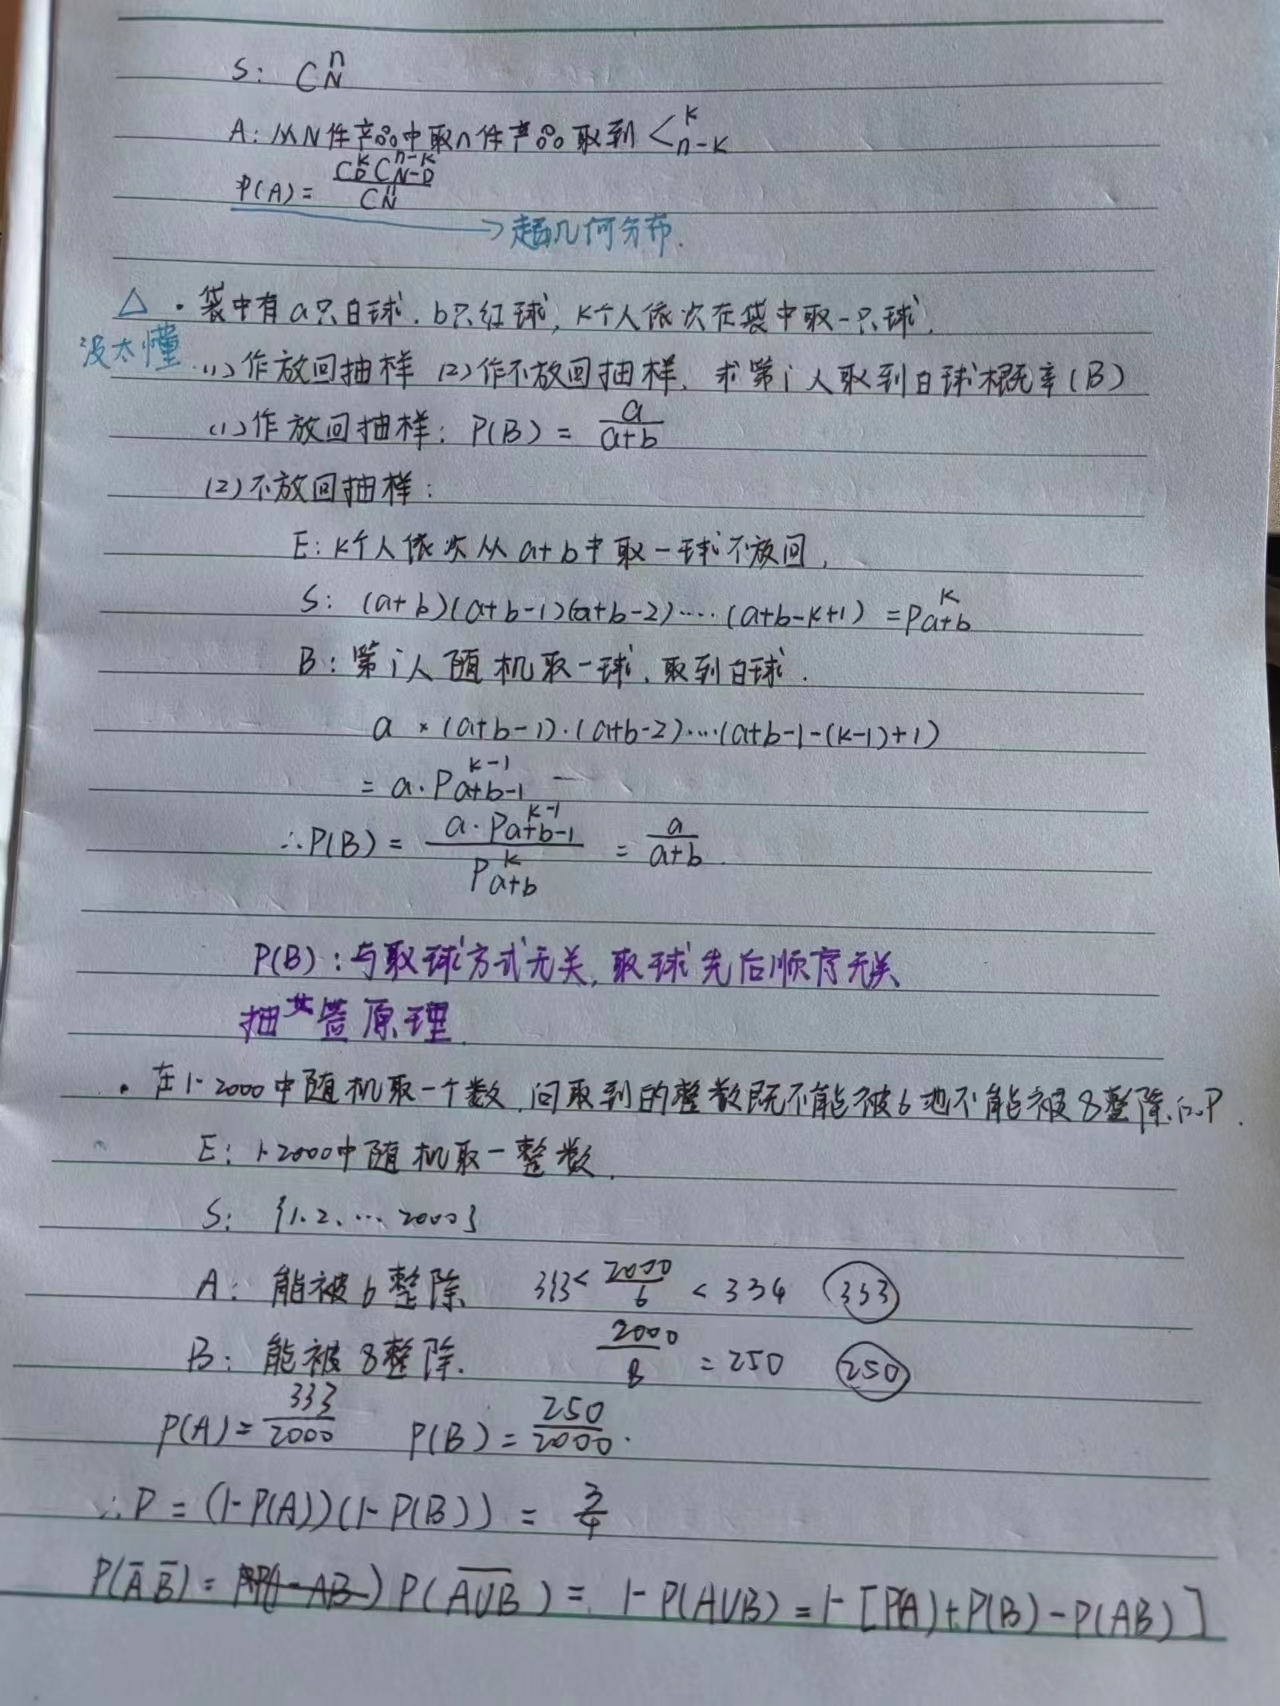 S: C_N^n
A: 从N件产品中取n件产品取到<^k_{n-k}
P(A)=\frac{C_D^k C_{N-D}^{n-k}}{C_N^n}
→超几何分布.
△ · 袋中有a只白球.b只红球,k个人依次在袋中取一只球,
没太懂 (1)作放回抽样 (2)作不放回抽样,求第i人取到白球概率(B)
(1)作放回抽样: P(B)=\frac{a}{a+b}
(2)不放回抽样:
E: k个人依次从a+b中取一球不放回,
S: (a+b)(a+b-1)(a+b-2)····(a+b-k+1)=P_{a+b}^k
B: 第i人随机取一球,取到白球.
a×(a+b-1)·(a+b-2)····(a+b-1-(k-1)+1)
=a·P_{a+b-1}^{k-1}
∴P(B)=\frac{a·P_{a+b-1}^{k-1}}{P_{a+b}^k}=\frac{a}{a+b}
P(B):与取球方式无关,取球先后顺序无关
抽签原理
· 在1-2000中随机取一个数,问取到的整数既不能被6也不能被8整除的P.
E: 1-2000中随机取一整数.
S: {1.2、···2000}
A: 能被6整除 333<\frac{2000}{6}<334 333
B: 能被8整除. \frac{2000}{8}=250 250
P(A)=\frac{333}{2000} P(B)=\frac{250}{2000}.
∴P=(1-P(A))(1-P(B))=\frac{3}{4}
P(\bar{A}\bar{B})=P(\overline{A∪B})=1-P(A∪B)=1-[P(A)+P(B)-P(AB)]